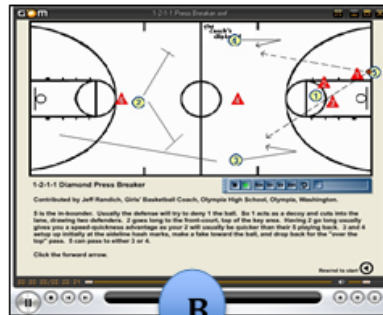 GOM
1-2-1-1 Press Breaker.swf
the
Coach's
Clipboard
1-2-1-1 Diamond Press Breaker
Contributed by Jeff Randich, Girls' Basketball Coach, Olympia High School, Olympia, Washington.
5 is the in-bounder. Usually the defense will try to deny 1 the ball. So 1 acts as a decoy and cuts into the
lane, drawing two defenders. 2 goes long to the front-court, top of the key area. Having 2 go long usually
gives you a speed-quickness advantage as your 2 will usually be quicker than their 5 playing back. 3 and 4
setup up initially at the sideline hash marks, make a fake toward the ball, and drop back for the "over the
top" pass. 5 can pass to either 3 or 4.
Click the forward arrow.
Rewind to start
B